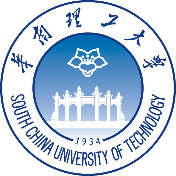 华南理工大学
1934
SOUTH CHINA UNIVERSITY OF TECHNOLOGY